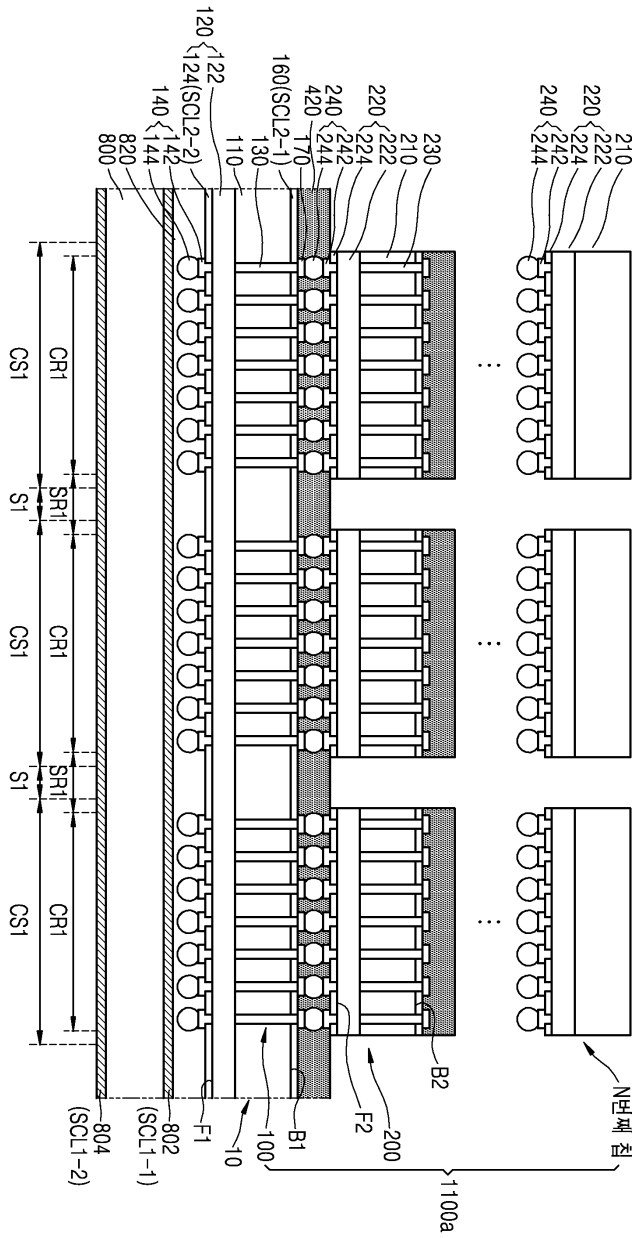 210
220
222
224
240
242
244
230
210
220
222
224
240
242
244
170
420
160(SCL2-1)
130
110
120
122
124(SCL2-2)
140
142
144
820
800
N번째 칩
1100a
B2
200
F2
B1
100
10
F1
802
(SCL1-1)
804
(SCL1-2)
CR1 SR1 CR1 SR1 CR1
CS1 S1 CS1 S1 CS1